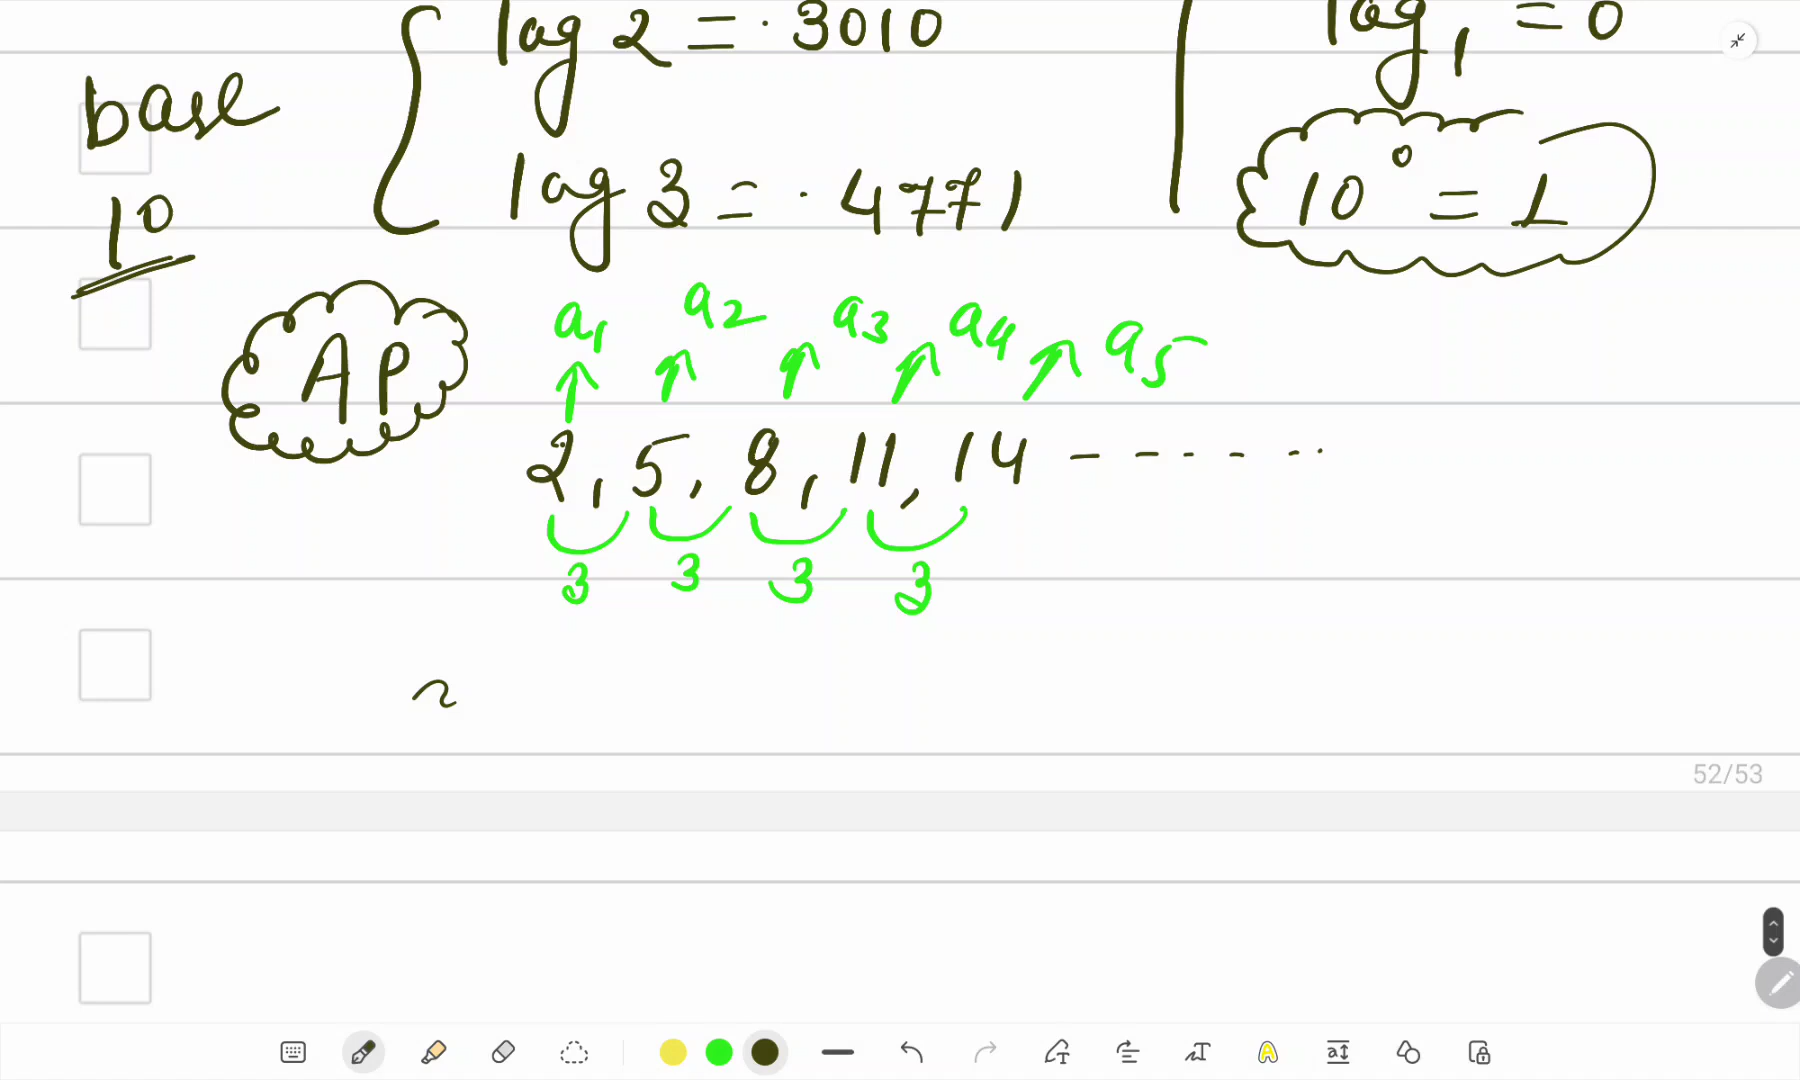 log 2 = .3010
log 1 = 0
base
10
log 3 = .4771
10⁰ = 1
AP
a1 a2 a3 a4 a5
2, 5, 8, 11, 14 ------
3 3 3 3
52/53